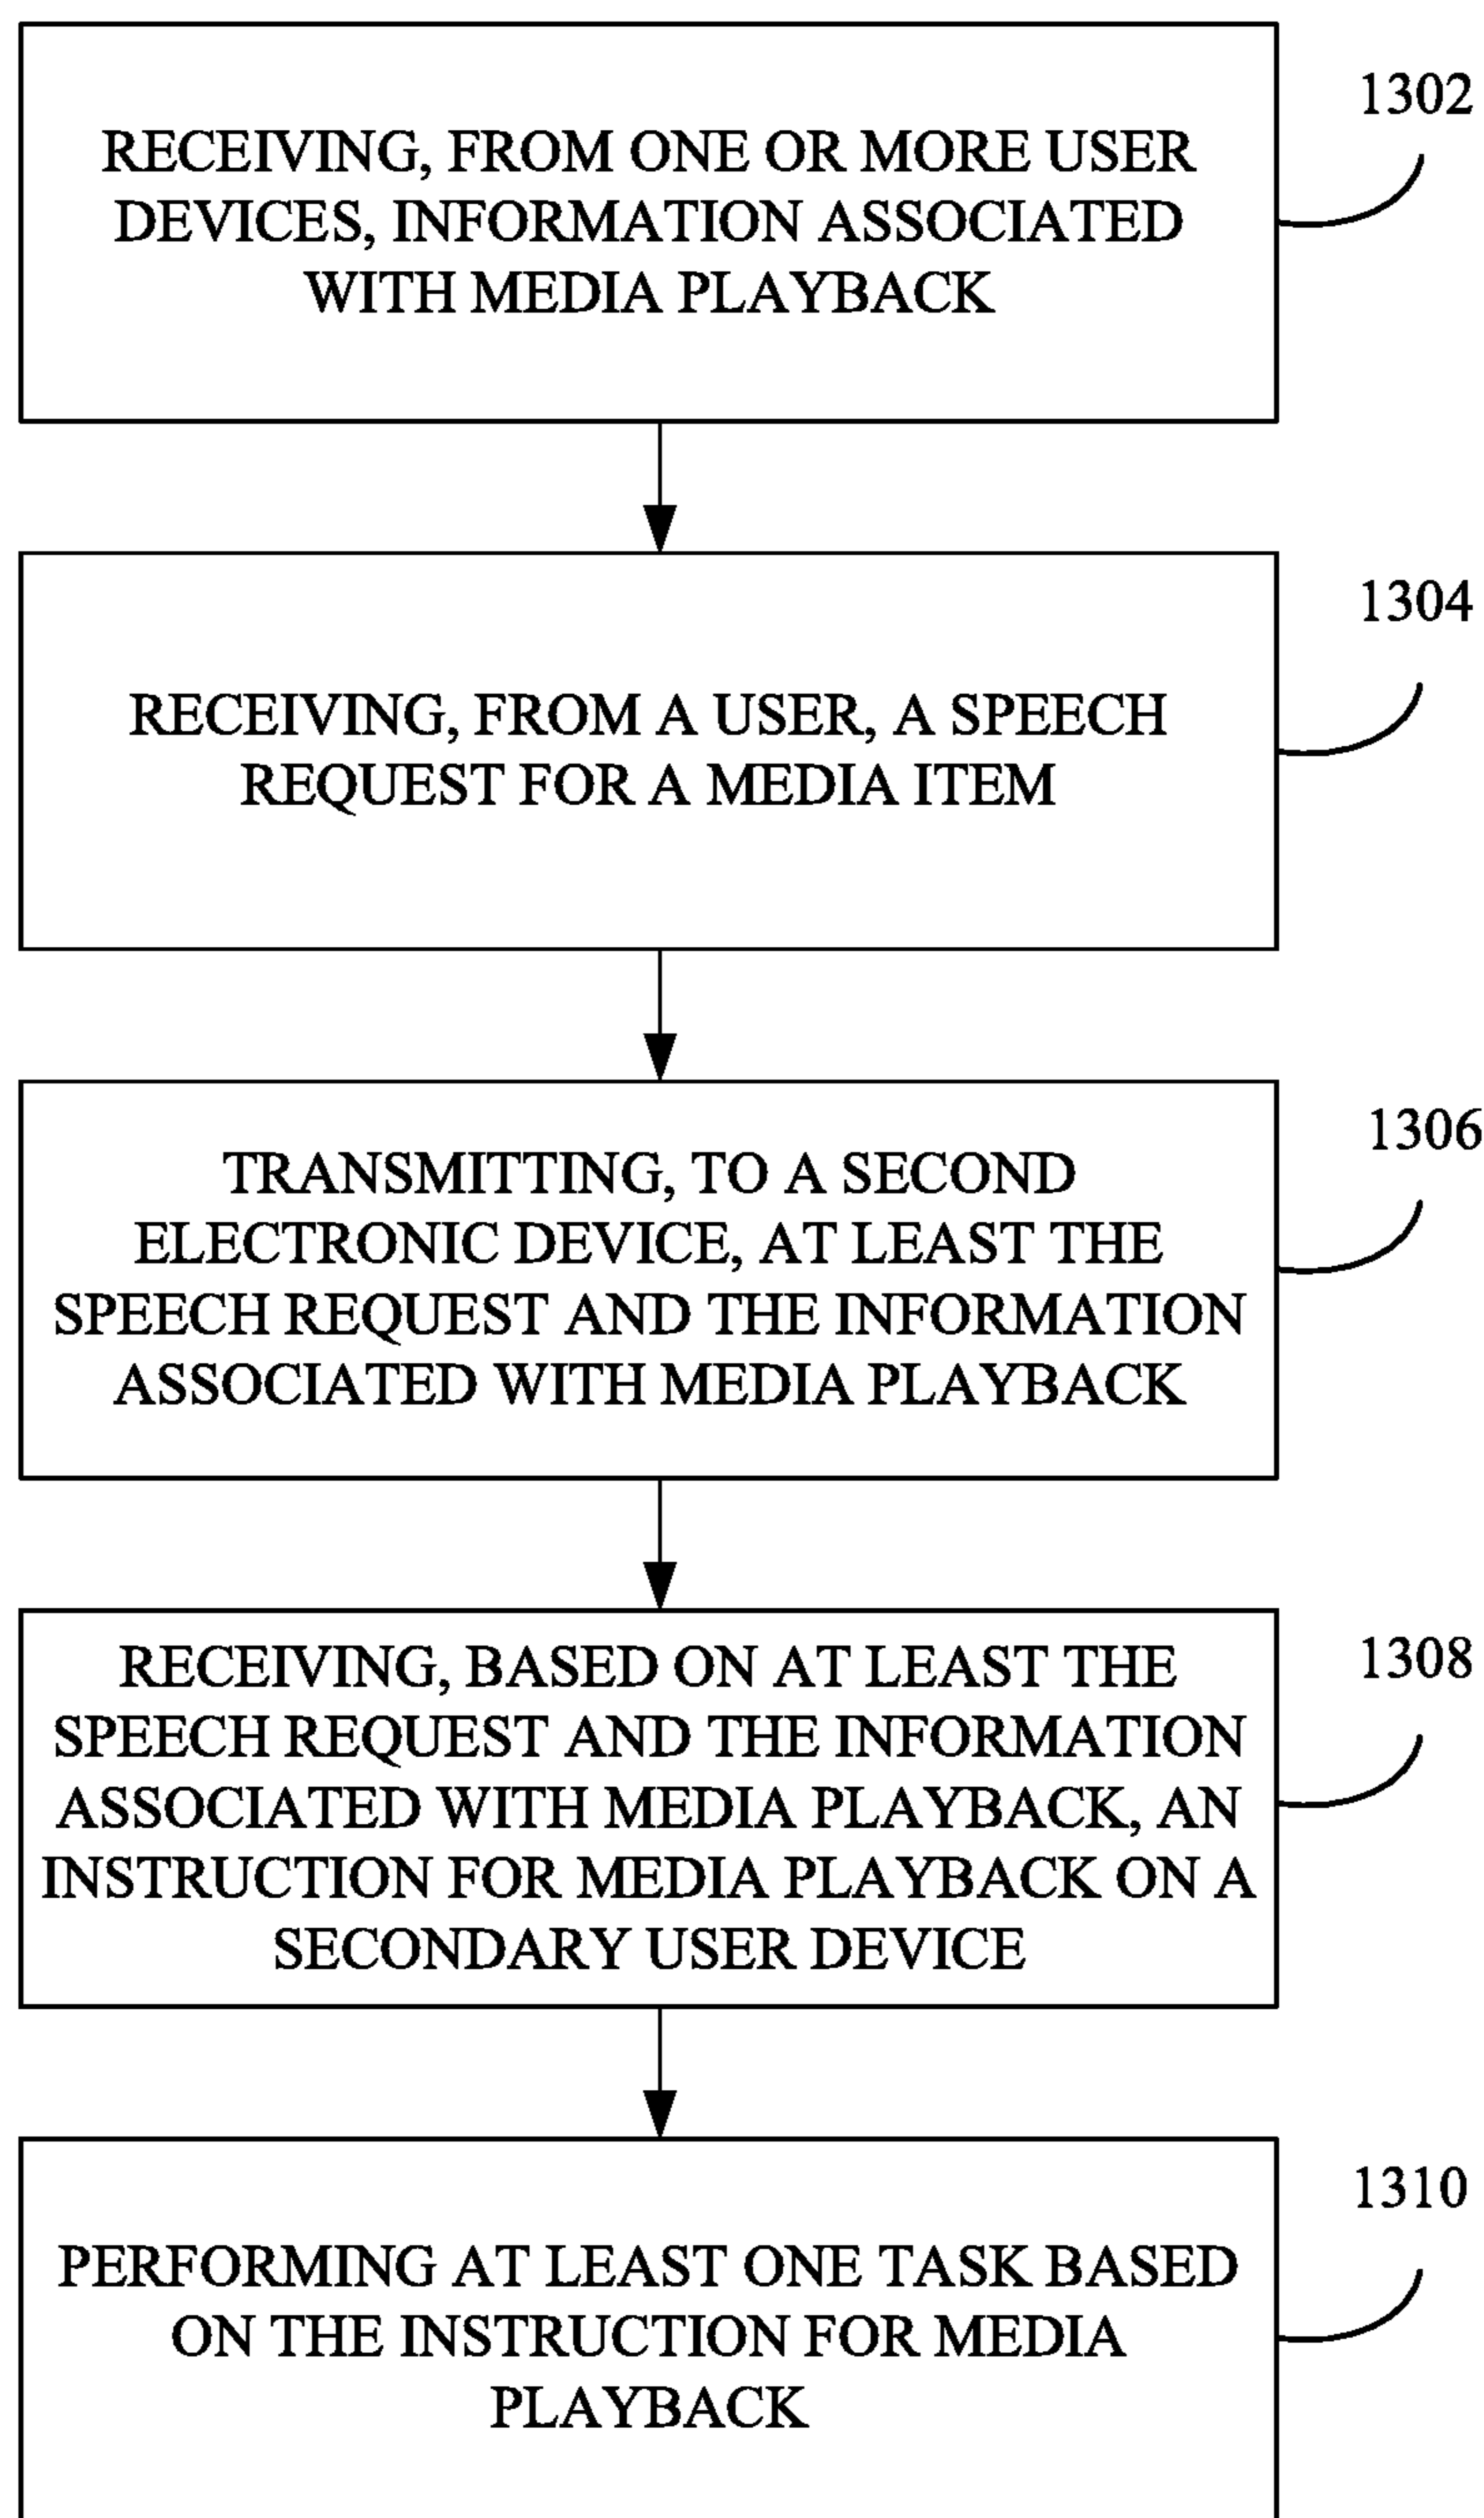 1302
RECEIVING, FROM ONE OR MORE USER
DEVICES, INFORMATION ASSOCIATED
WITH MEDIA PLAYBACK
1304
RECEIVING, FROM A USER, A SPEECH
REQUEST FOR A MEDIA ITEM
1306
TRANSMITTING, TO A SECOND
ELECTRONIC DEVICE, AT LEAST THE
SPEECH REQUEST AND THE INFORMATION
ASSOCIATED WITH MEDIA PLAYBACK
1308
RECEIVING, BASED ON AT LEAST THE
SPEECH REQUEST AND THE INFORMATION
ASSOCIATED WITH MEDIA PLAYBACK, AN
INSTRUCTION FOR MEDIA PLAYBACK ON A
SECONDARY USER DEVICE
1310
PERFORMING AT LEAST ONE TASK BASED
ON THE INSTRUCTION FOR MEDIA
PLAYBACK